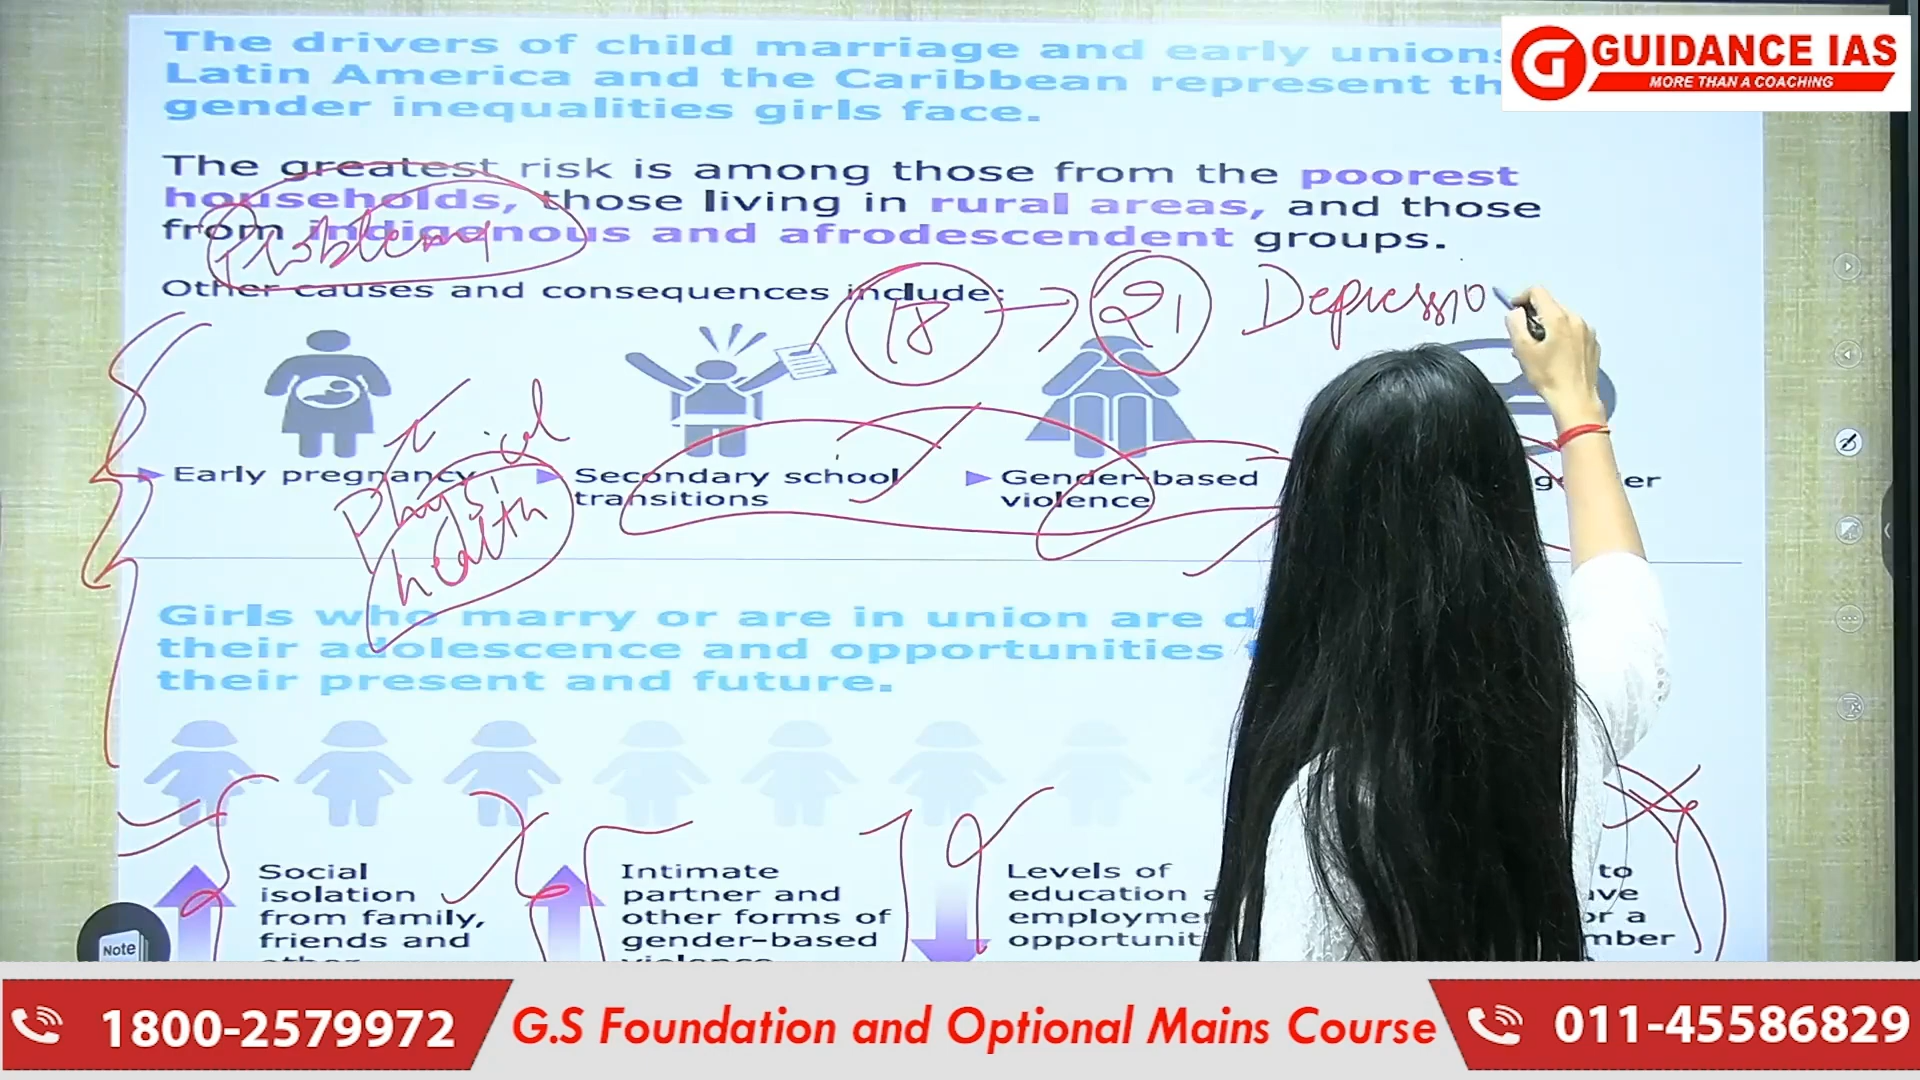 The drivers of child marriage and early unions
Latin America and the Caribbean represent th
gender inequalities girls face.
GUIDANCE IAS
MORE THAN A COACHING
The greatest risk is among those from the poorest
households, those living in rural areas, and those
from indigenous and afrodescendent groups.
Problems
Other causes and consequences include:
18 → 21 Depressio
Physical
health
Early pregnancy
Secondary school
transitions
Gender-based
violence
Girls who marry or are in union are d
their adolescence and opportunities
their present and future.
Social
isolation
from family,
friends and
other
Intimate
partner and
other forms of
gender-based
violence
Levels of
education a
employmen
opportunit
to
ave
or a
mber
Note
1800-2579972
G.S Foundation and Optional Mains Course
011-45586829